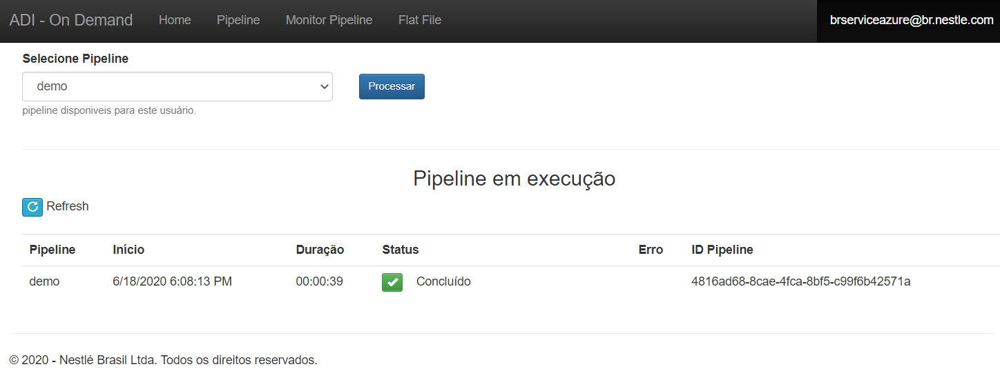 ADI - On Demand Home Pipeline Monitor Pipeline Flat File brserviceazure@br.nestle.com
Selecione Pipeline
demo Processar
pipeline disponiveis para este usuário.
Pipeline em execução
Refresh
Pipeline Início Duração Status Erro ID Pipeline
demo 6/18/2020 6:08:13 PM 00:00:39 Concluído 4816ad68-8cae-4fca-8bf5-c99f6b42571a
© 2020 - Nestlé Brasil Ltda. Todos os direitos reservados.